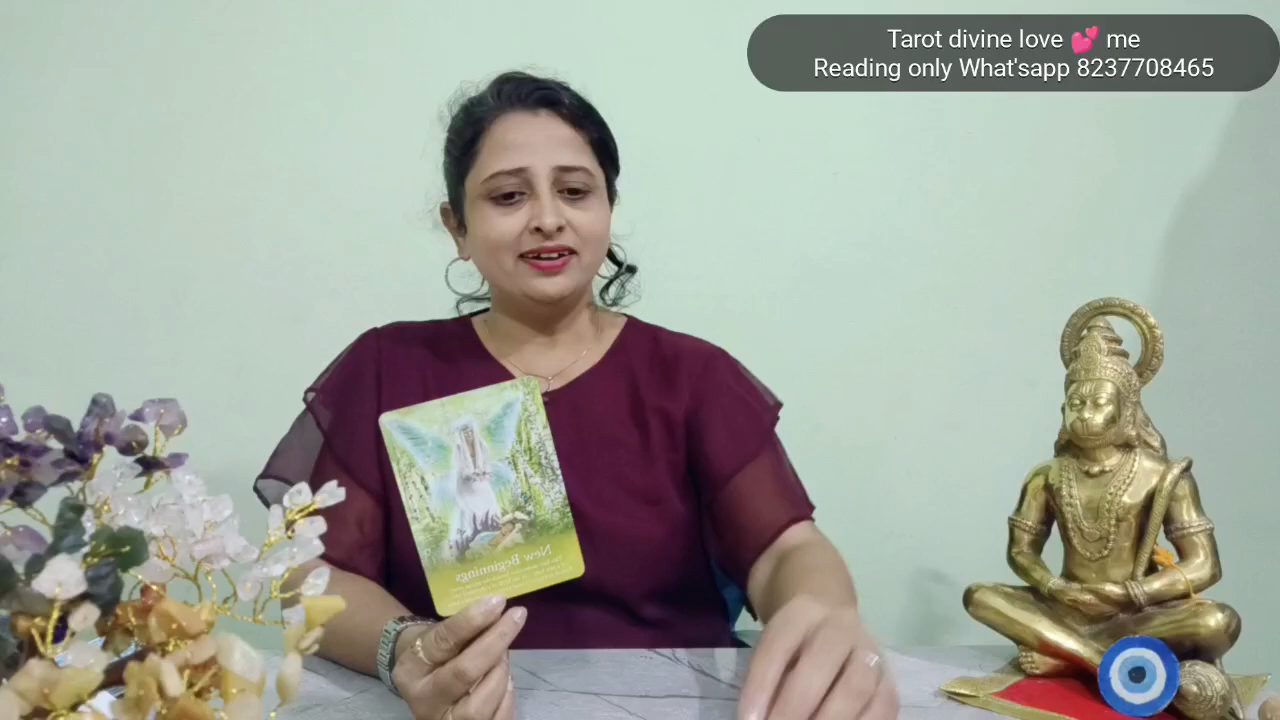 Tarot divine love 💕 me
Reading only What'sapp 8237708465
New Beginnings